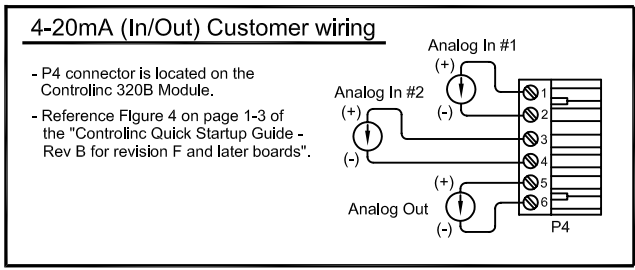 4-20mA (In/Out) Customer wiring
- P4 connector is located on the
Controlinc 320B Module.
- Reference FIgure 4 on page 1-3 of
the "Controlinc Quick Startup Guide -
Rev B for revision F and later boards".
Analog In #1
(+)
(-)
Analog In #2
(+)
(-)
Analog Out
(+)
(-)
1
2
3
4
5
6
P4